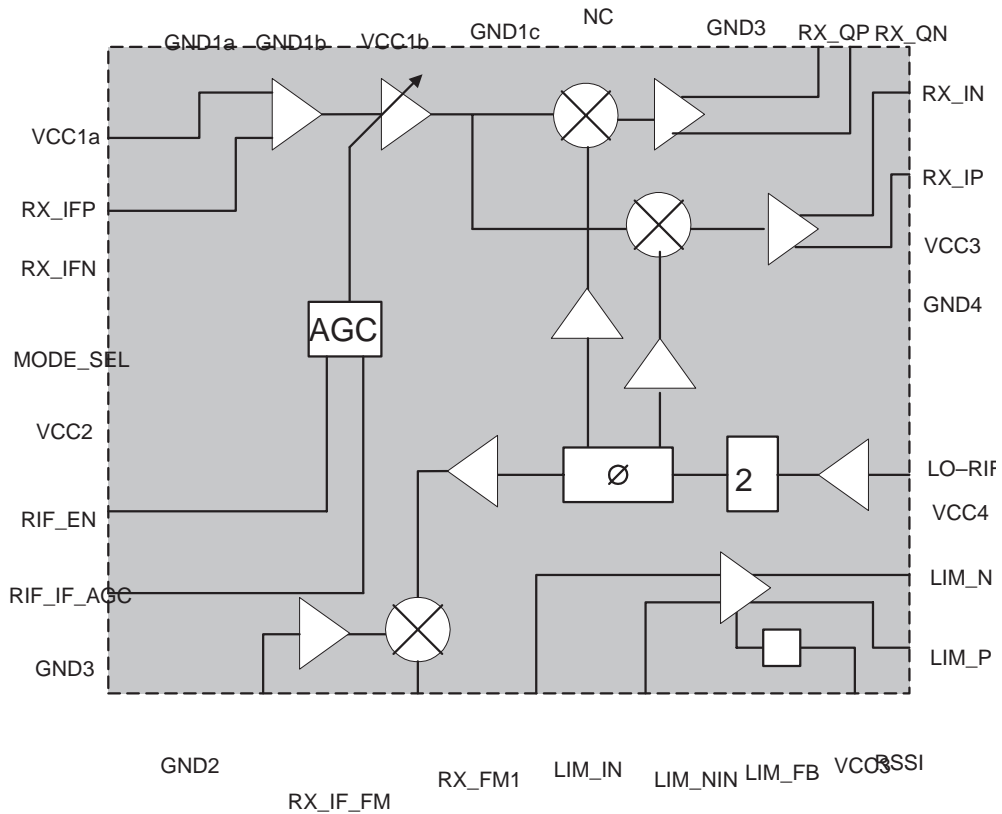 NC
GND1a GND1b VCC1b GND1c GND3 RX_QP RX_QN
RX_IN
VCC1a
RX_IFP
RX_IP
RX_IFN
VCC3
GND4
AGC
MODE_SEL
VCC2
LO–RIF
Ø
2
RIF_EN
VCC4
LIM_N
RIF_IF_AGC
GND3
LIM_P
GND2
RX_IF_FM
RX_FM1
LIM_IN
LIM_NIN
LIM_FB
VCC3
RSSI